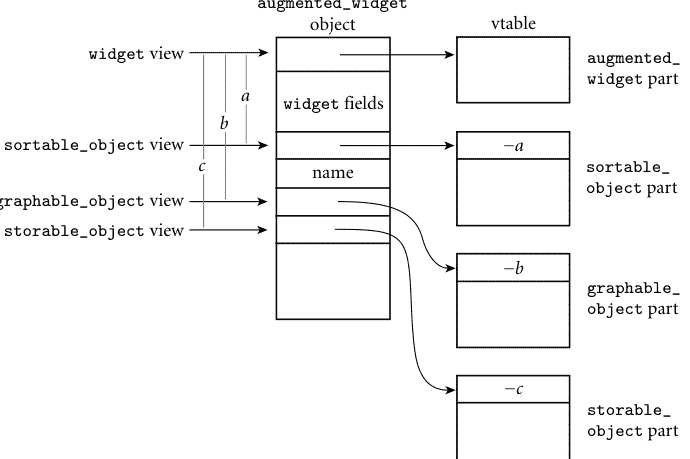 augmented_widget
object
vtable
widget view
augmented_
widget part
widget fields
a
b
c
sortable_object view
−a
sortable_
object part
name
graphable_object view
storable_object view
−b
graphable_
object part
−c
storable_
object part